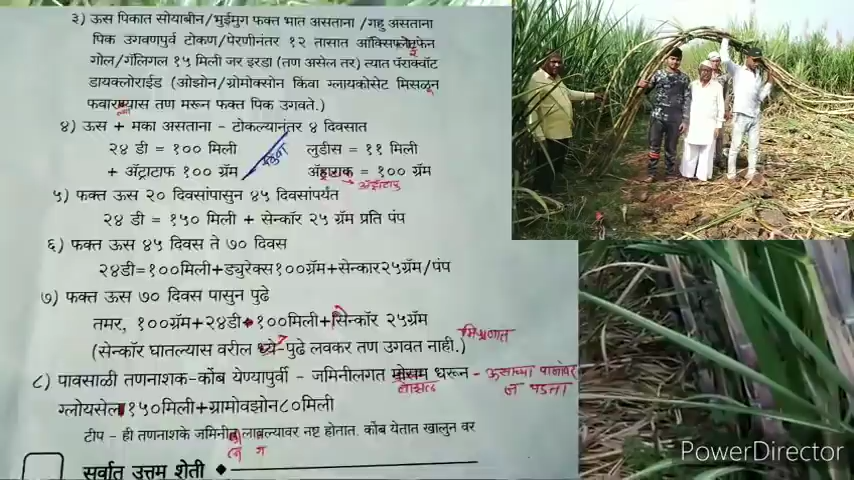 ३) ऊस पिकात सोयाबीन/भुईमुग फक्त भात असताना /गहु असताना
पिक उगवणपुर्व टोकण/पेरणीनंतर १२ तासात ऑक्सिफ्लोरफेन
गोल/गॅलिगल १५ मिली जर इरडा (तण असेल तर) त्यात पॅराक्वॉट
डायक्लोराईड (ओझोन/ग्रोमोक्सोन किंवा ग्लायकोसेट मिसळून
फवारल्यास तण मरून फक्त पिक उगवते.)
४) ऊस + मका असताना - टोकल्यानंतर ४ दिवसात
२४ डी = १०० मिली लुडीस = ११ मिली
+ अ‍ॅट्राटाफ १०० ग्रॅम = १०० ग्रॅम
अ‍ॅट्राटाफ
५) फक्त ऊस २० दिवसांपासुन ४५ दिवसांपर्यंत
२४ डी = १५० मिली + सेन्कॉर २५ ग्रॅम प्रति पंप
६) फक्त ऊस ४५ दिवस ते ७० दिवस
२४डी=१००मिली+ड्युरेक्स१००ग्रॅम+सेन्कार२५ग्रॅम/पंप
७) फक्त ऊस ७० दिवस पासुन पुढे
तमर, १००ग्रॅम+२४डी+१००मिली+सिन्कॉर २५ग्रॅम
मिश्रणात
(सेन्कॉर घातल्यास वरील पुढे लवकर तण उगवत नाही.)
८) पावसाळी तणनाशक-कोंब येण्यापुर्वी - जमिनीलगत मोसम धरून - ऊसाच्या पानांवर
न पडता
ग्लोयसेल १५०मिली+ग्रामोवझोन८०मिली
टीप - ही तणनाशके जमिनीत लावल्यावर नष्ट होतात. कोंब येतात खालुन वर
सर्वात उत्तम शेती
PowerDirector